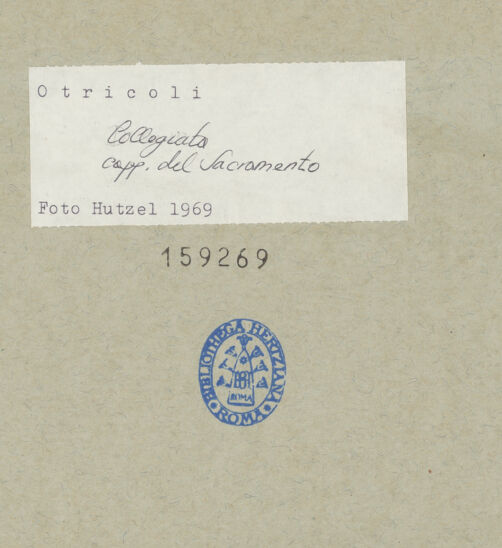 Otricoli
Collegiata
capp. del Sacramento
Foto Hutzel 1969
159269
BIBLIOTHECA HERTZIANA
ROMA
ROMA